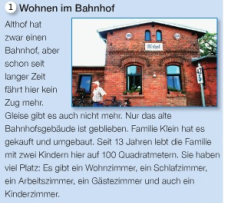 1 Wohnen im Bahnhof
Althof hat
zwar einen
Bahnhof, aber
schon seit
langer Zeit
fährt hier kein
Zug mehr.
Gleise gibt es auch nicht mehr. Nur das alte
Bahnhofsgebäude ist geblieben. Familie Klein hat es
gekauft und umgebaut. Seit 13 Jahren lebt die Familie
mit zwei Kindern hier auf 100 Quadratmetern. Sie haben
viel Platz: Es gibt ein Wohnzimmer, ein Schlafzimmer,
ein Arbeitszimmer, ein Gästezimmer und auch ein
Kinderzimmer.